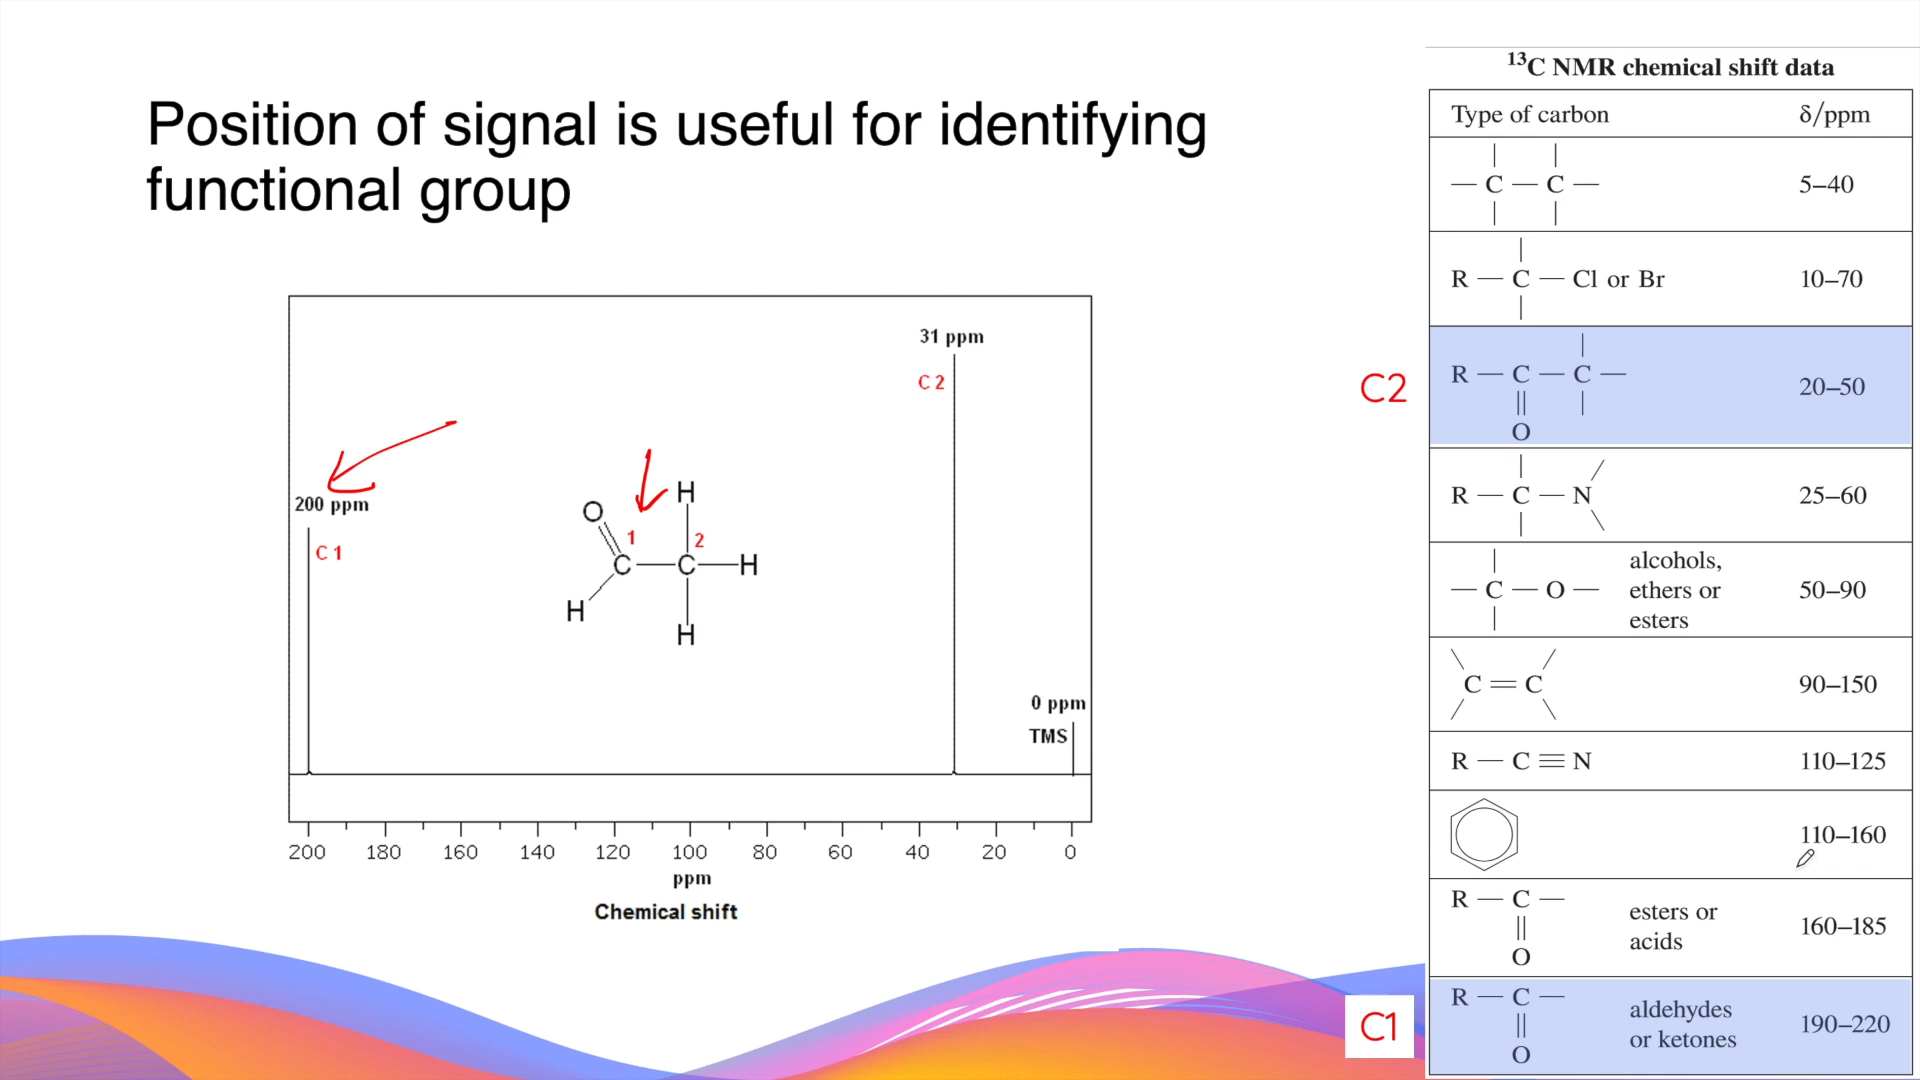 Position of signal is useful for identifying
functional group
31 ppm
C 2
200 ppm
C 1
O
H
1
2
C
C
H
H
H
0 ppm
TMS
200 180 160 140 120 100 80 60 40 20 0
ppm
Chemical shift
C2
C1
¹³C NMR chemical shift data
Type of carbon δ/ppm
— C — C — 5–40
R — C — Cl or Br 10–70
R — C — C — 20–50
O
R — C — N 25–60
— C — O — alcohols, ethers or esters 50–90
C = C 90–150
R — C ≡ N 110–125
110–160
R — C — esters or acids 160–185
O
R — C — aldehydes or ketones 190–220
O